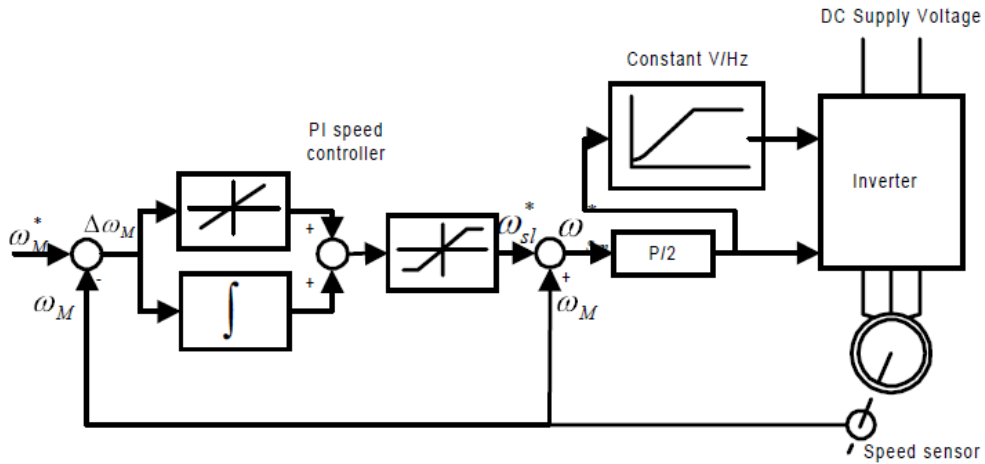 DC Supply Voltage
Constant V/Hz
PI speed
controller
Inverter
ω*M
ΔωM
+
ω*sl
ω*
P/2
+
+
-
ωM
∫
ωM
Speed sensor